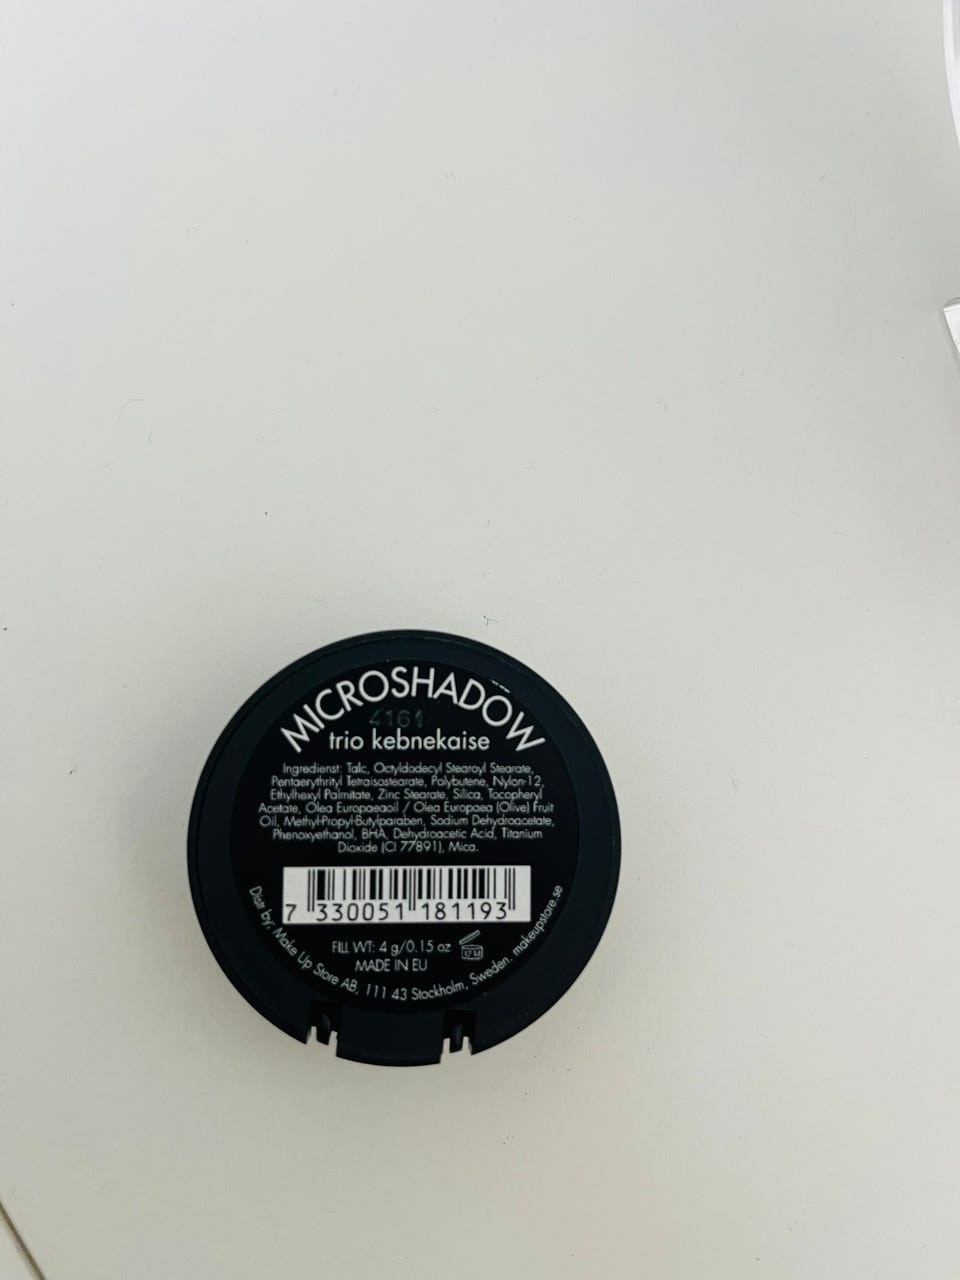 MICROSHADOW
4161
trio kebnekaise
Ingredienst: Talc, Octyldodecyl Stearoyl Stearate,
Pentaerythrityl Tetraisostearate, Polybutene, Nylon-12,
Ethylhexyl Palmitate, Zinc Stearate, Silica, Tocopheryl
Acetate, Olea Europaeaoil / Olea Europaea (Olive) Fruit
Oil, Methyl-Propyl-Butylparaben, Sodium Dehydroacetate,
Phenoxyethanol, BHA, Dehydroacetic Acid, Titanium
Dioxide (CI 77891), Mica.
7 330051 181193
FILL WT: 4 g/0.15 oz
MADE IN EU
Distr by: Make Up Store AB, 111 43 Stockholm, Sweden. makeupstore.se